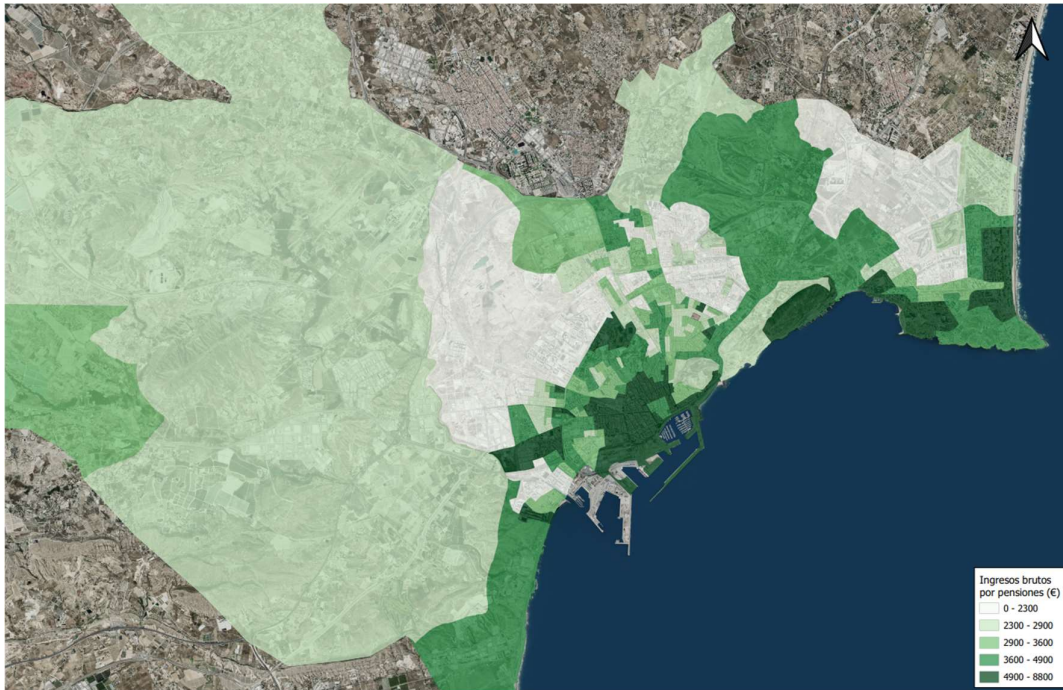 Ingresos brutos
por pensiones (€)
0 - 2300
2300 - 2900
2900 - 3600
3600 - 4900
4900 - 8800